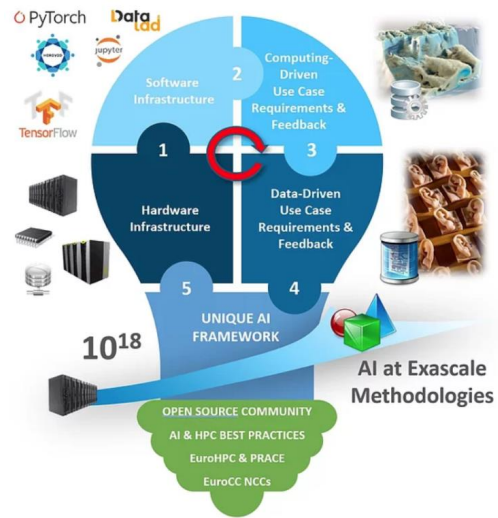 PyTorch
Data
lad
HOROVOD
jupyter
TensorFlow
Software
Infrastructure
2
Computing-
Driven
Use Case
Requirements &
Feedback
1
3
Hardware
Infrastructure
Data-Driven
Use Case
Requirements &
Feedback
5
4
UNIQUE AI
FRAMEWORK
10¹⁸
AI at Exascale
Methodologies
OPEN SOURCE COMMUNITY
AI & HPC BEST PRACTICES
EuroHPC & PRACE
EuroCC NCCs